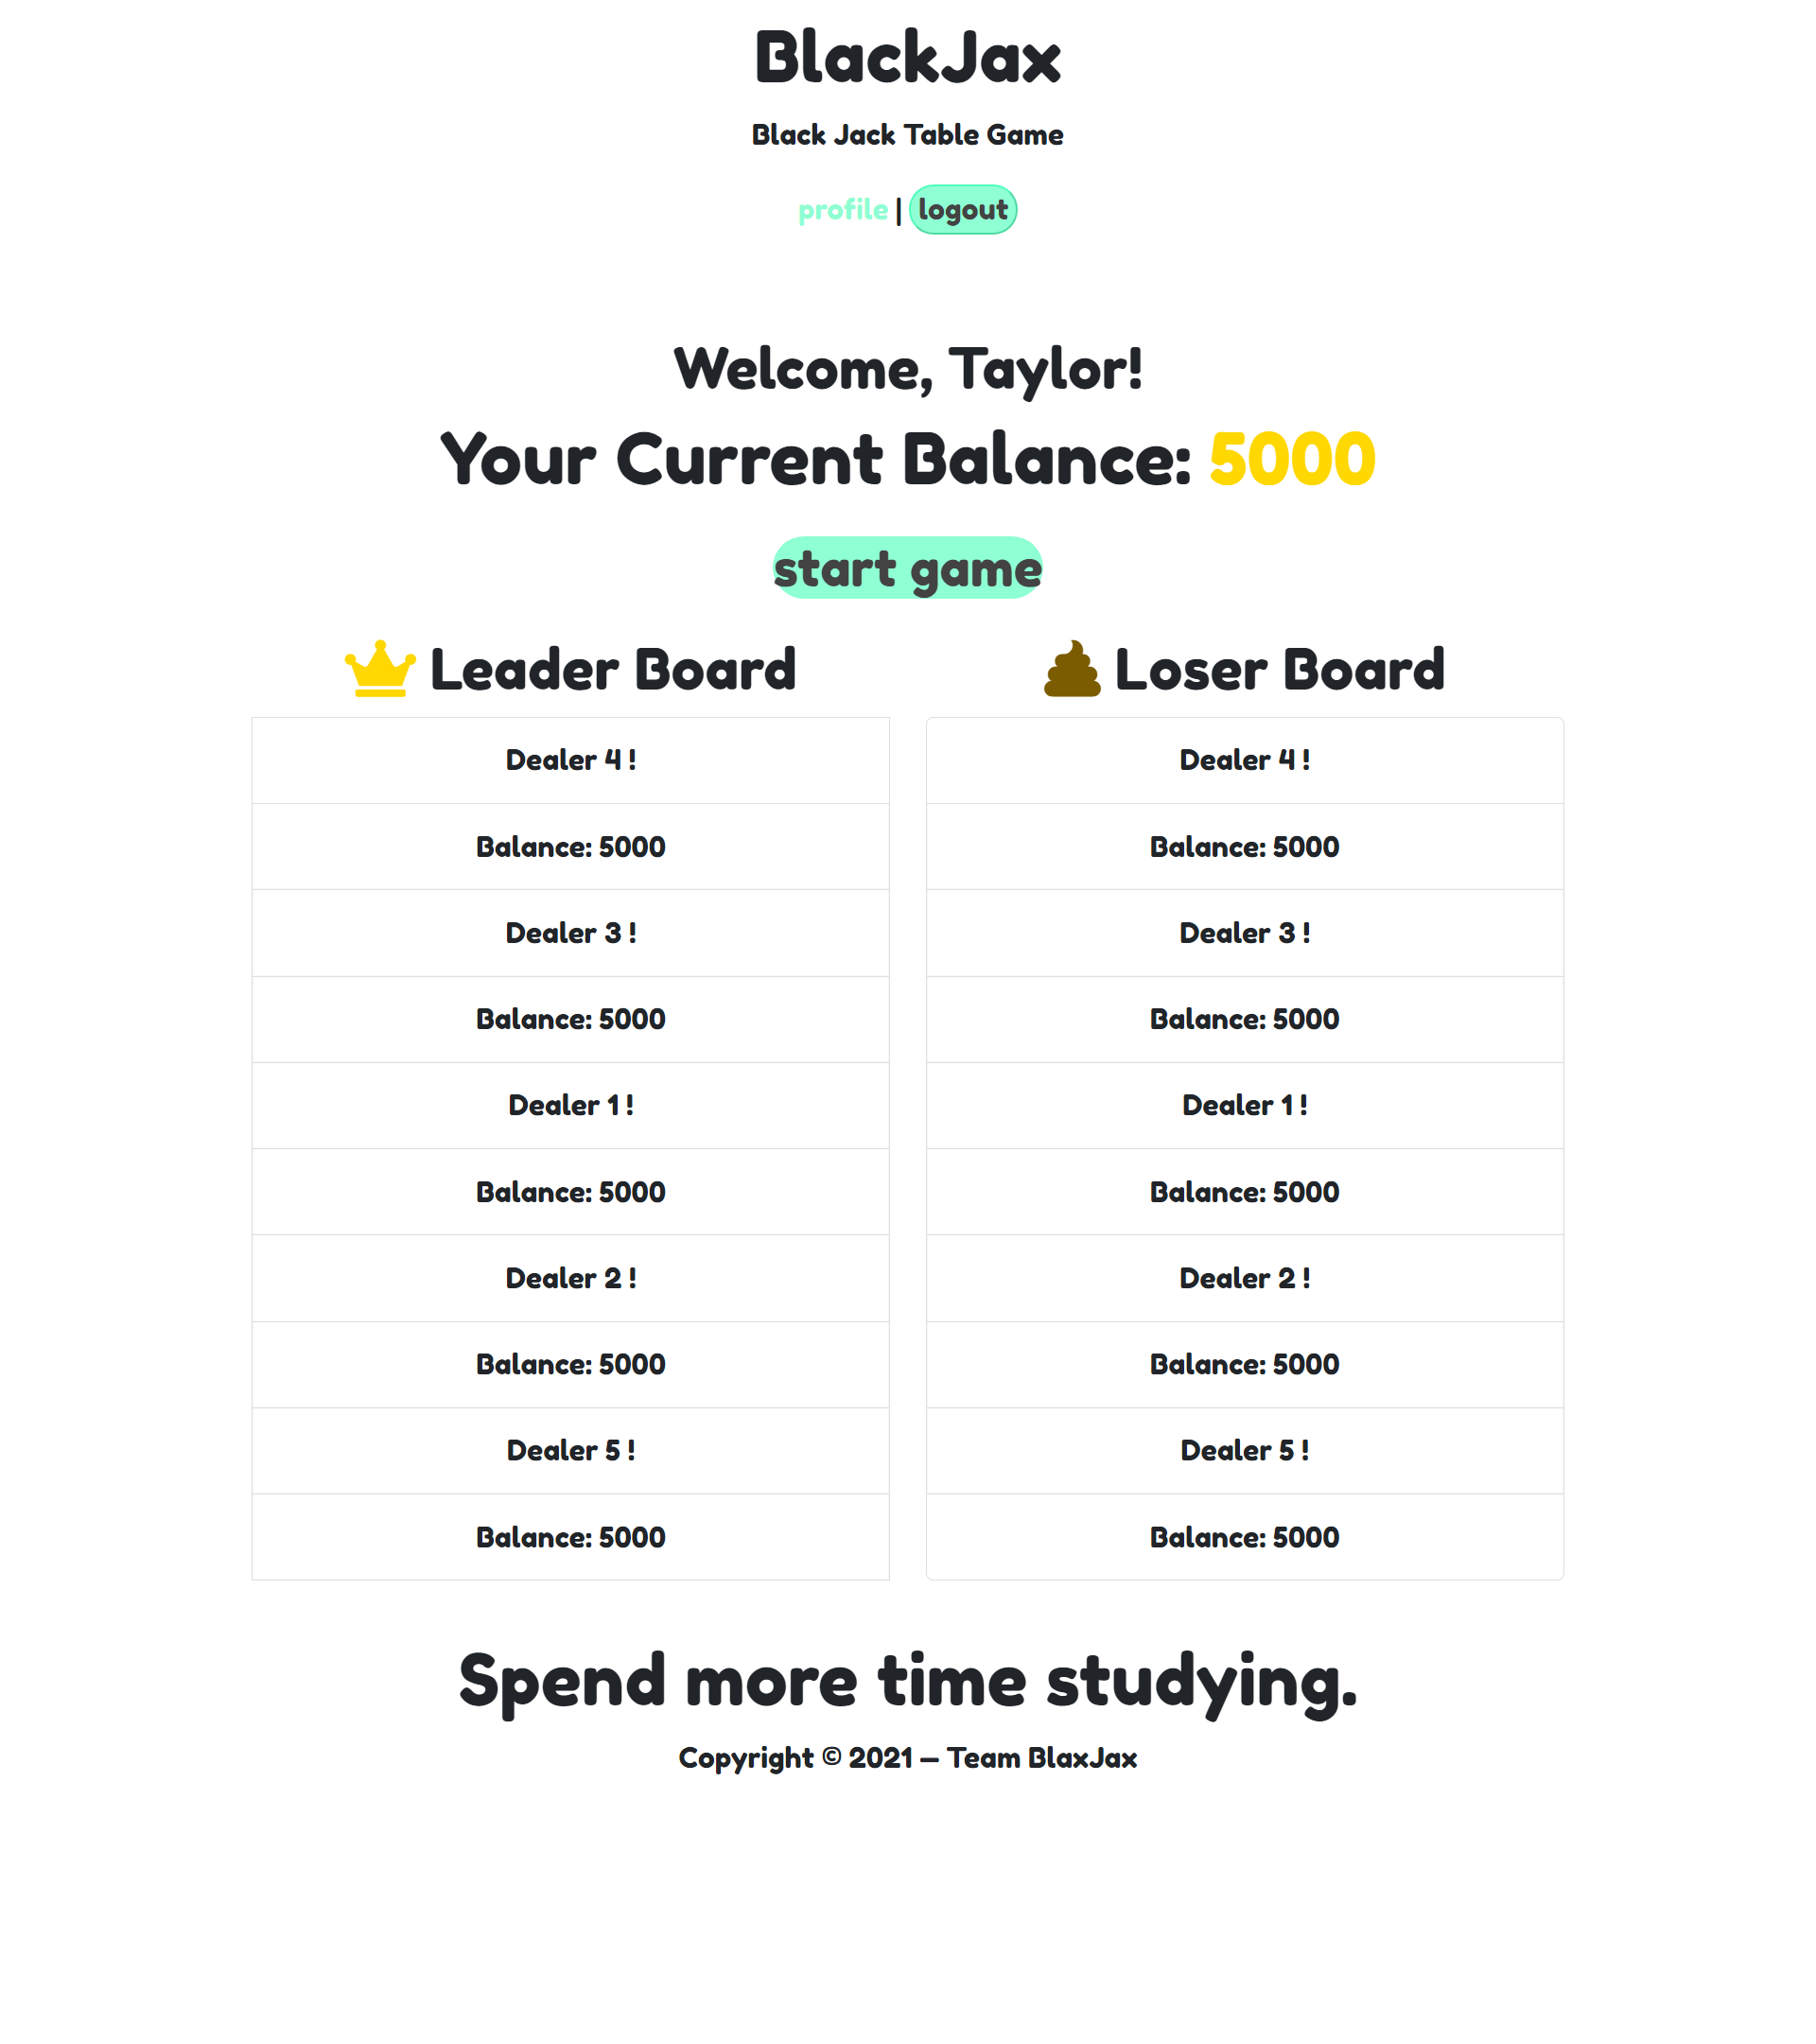 BlackJax
Black Jack Table Game
profile | logout
Welcome, Taylor!
Your Current Balance: 5000
start game
Leader Board
Dealer 4 !
Balance: 5000
Dealer 3 !
Balance: 5000
Dealer 1 !
Balance: 5000
Dealer 2 !
Balance: 5000
Dealer 5 !
Balance: 5000
Loser Board
Dealer 4 !
Balance: 5000
Dealer 3 !
Balance: 5000
Dealer 1 !
Balance: 5000
Dealer 2 !
Balance: 5000
Dealer 5 !
Balance: 5000
Spend more time studying.
Copyright © 2021 — Team BlaxJax